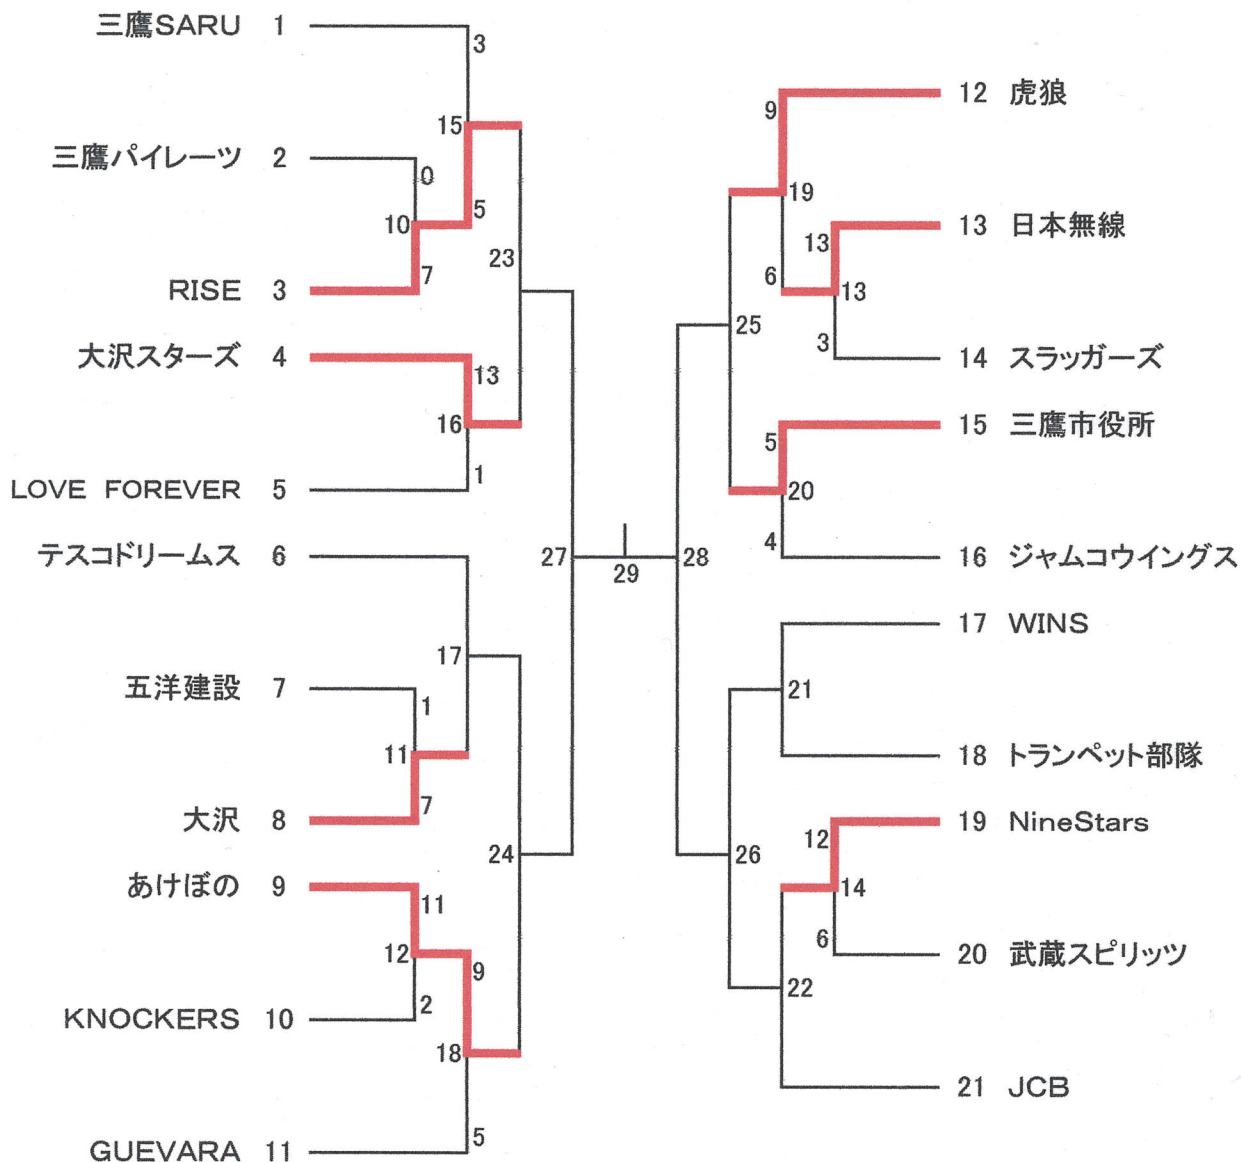 三鷹SARU 1
3
15
三鷹パイレーツ 2
0
10
5
7
RISE 3
23
大沢スターズ 4
13
16
1
LOVE FOREVER 5
テスコドリームス 6
17
五洋建設 7
1
11
7
大沢 8
24
あけぼの 9
11
12
9
2
KNOCKERS 10
18
5
GUEVARA 11
27
29
28
9
12 虎狼
19
13
13 日本無線
6
13
25
3
14 スラッガーズ
5
15 三鷹市役所
20
4
16 ジャムコウイングス
17 WINS
21
18 トランペット部隊
12
19 NineStars
26
14
6
20 武蔵スピリッツ
22
21 JCB